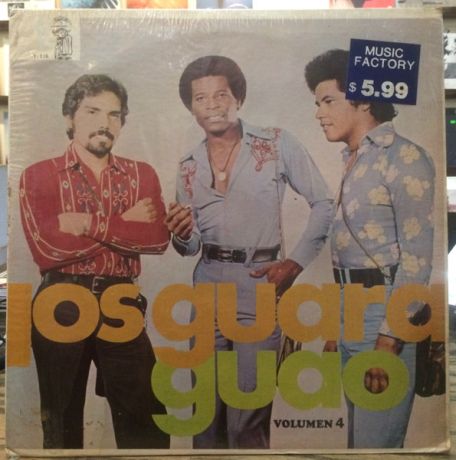 MUSIC
FACTORY
$ 5.99
los guara
guao
VOLUMEN 4